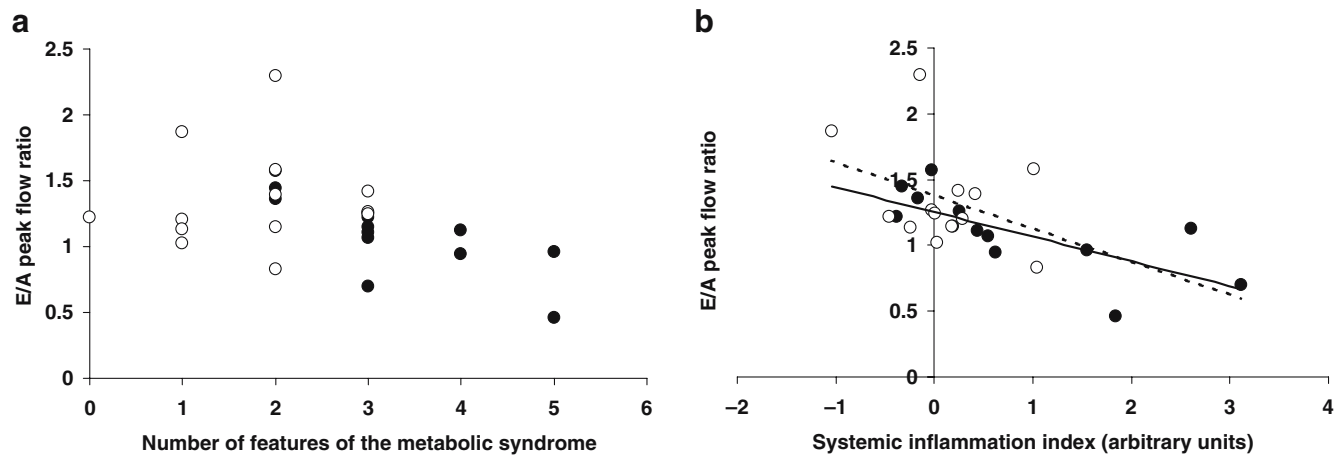 a
2.5
2
1.5
1
0.5
0
0 1 2 3 4 5 6
E/A peak flow ratio
Number of features of the metabolic syndrome
b
2.5
2
1.5
1
0.5
0
–2 –1 0 1 2 3 4
E/A peak flow ratio
Systemic inflammation index (arbitrary units)